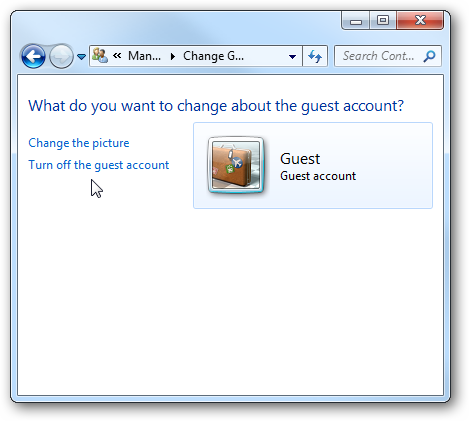 Man... Change G... Search Cont...
What do you want to change about the guest account?
Change the picture
Turn off the guest account
Guest
Guest account